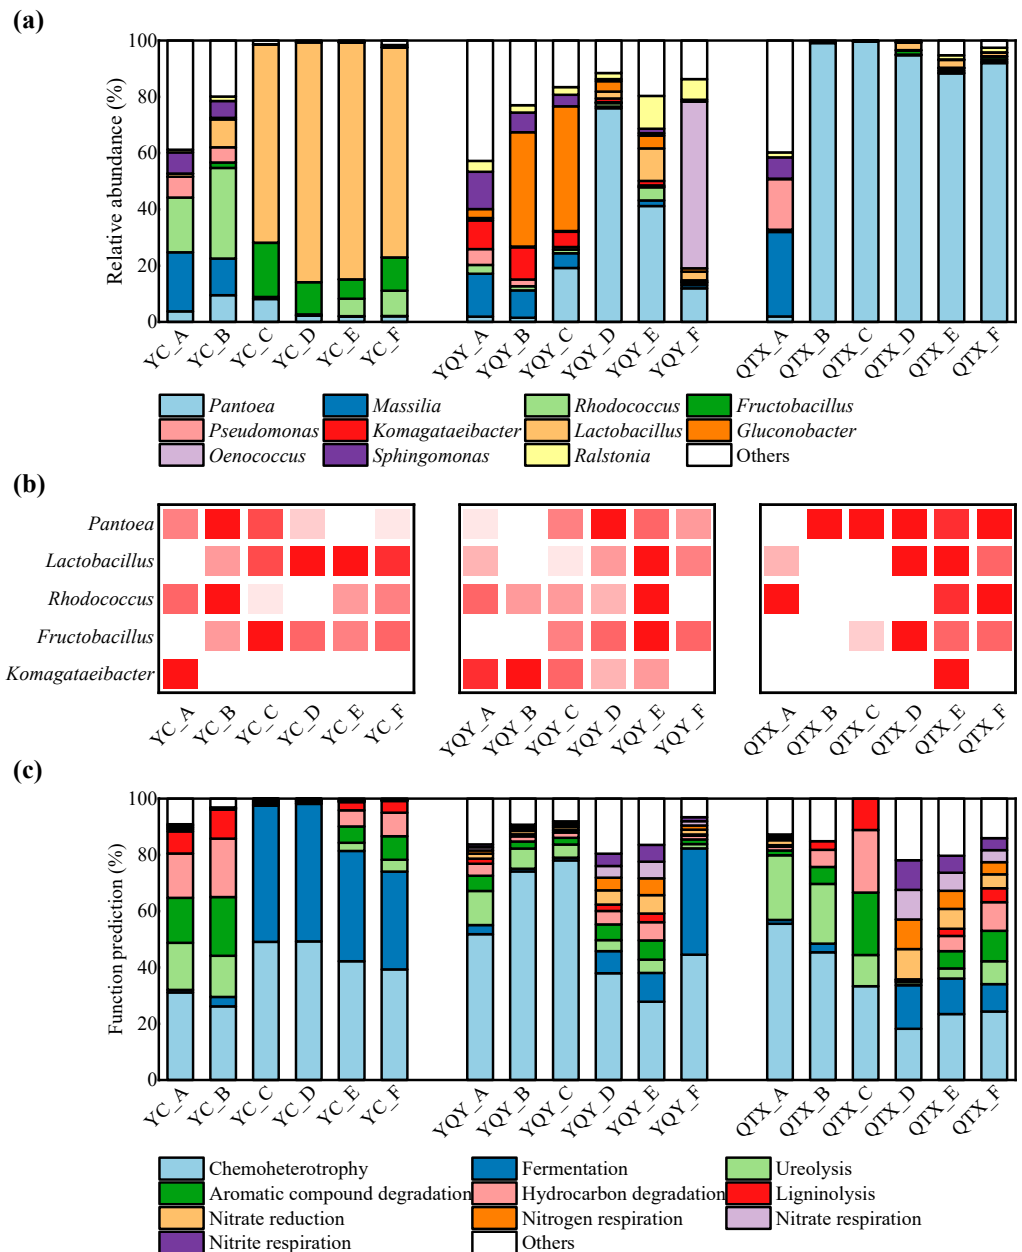 (a)
Relative abundance (%)
100
80
60
40
20
0
YC_A YC_B YC_C YC_D YC_E YC_F YQY_A YQY_B YQY_C YQY_D YQY_E YQY_F QTX_A QTX_B QTX_C QTX_D QTX_E QTX_F
Pantoea Massilia Rhodococcus Fructobacillus
Pseudomonas Komagataeibacter Lactobacillus Gluconobacter
Oenococcus Sphingomonas Ralstonia Others
(b)
Pantoea
Lactobacillus
Rhodococcus
Fructobacillus
Komagataeibacter
YC_A YC_B YC_C YC_D YC_E YC_F YQY_A YQY_B YQY_C YQY_D YQY_E YQY_F QTX_A QTX_B QTX_C QTX_D QTX_E QTX_F
(c)
Function prediction (%)
100
80
60
40
20
0
YC_A YC_B YC_C YC_D YC_E YC_F YQY_A YQY_B YQY_C YQY_D YQY_E YQY_F QTX_A QTX_B QTX_C QTX_D QTX_E QTX_F
Chemoheterotrophy Fermentation Ureolysis
Aromatic compound degradation Hydrocarbon degradation Ligninolysis
Nitrate reduction Nitrogen respiration Nitrate respiration
Nitrite respiration Others